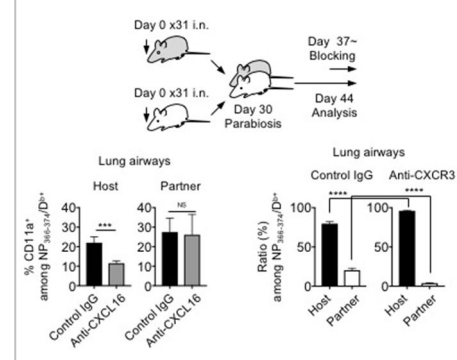 Day 0 x31 i.n.
Day 0 x31 i.n.
Day 30
Parabiosis
Day 37~
Blocking
Day 44
Analysis
Lung airways
Host
Partner
% CD11a⁺
among NP₃₆₆₋₃₇₄/Dᵇ⁺
40
30
20
10
0
***
Control IgG
Anti-CXCL16
40
30
20
10
0
NS
Control IgG
Anti-CXCL16
Lung airways
Control IgG
Anti-CXCR3
****
****
Ratio (%)
among NP₃₆₆₋₃₇₄/Dᵇ⁺
100
50
0
Host
Partner
100
50
0
Host
Partner